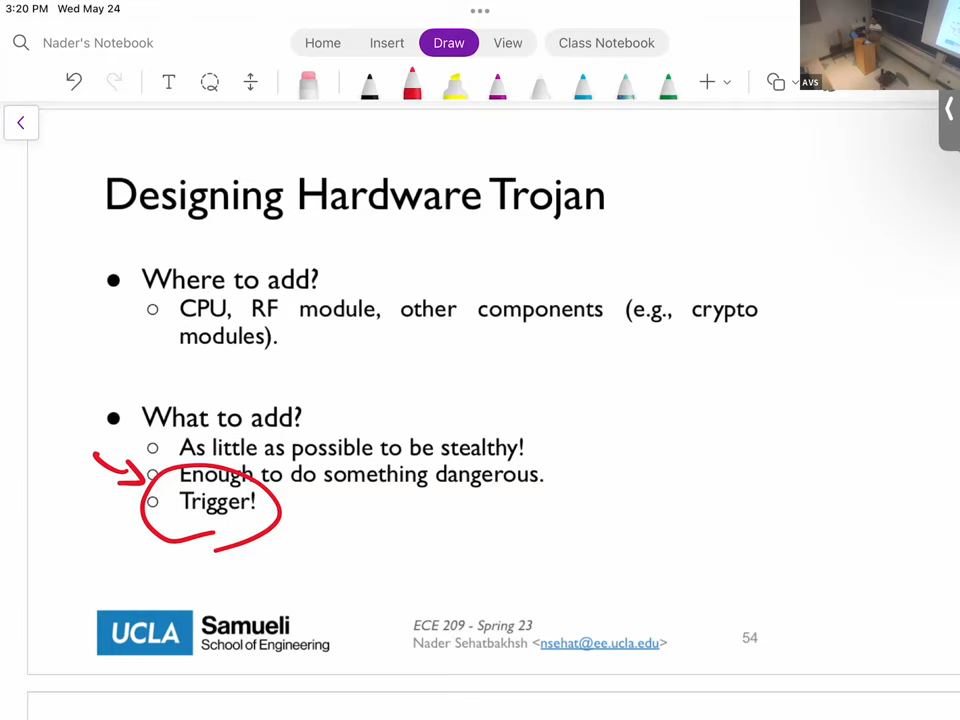 3:20 PM Wed May 24
Nader's Notebook
Home Insert Draw View Class Notebook
T
AVS
Designing Hardware Trojan
● Where to add?
○ CPU, RF module, other components (e.g., crypto
modules).
● What to add?
○ As little as possible to be stealthy!
○ Enough to do something dangerous.
○ Trigger!
UCLA Samueli
School of Engineering
ECE 209 - Spring 23
Nader Sehatbakhsh <nsehat@ee.ucla.edu>
54